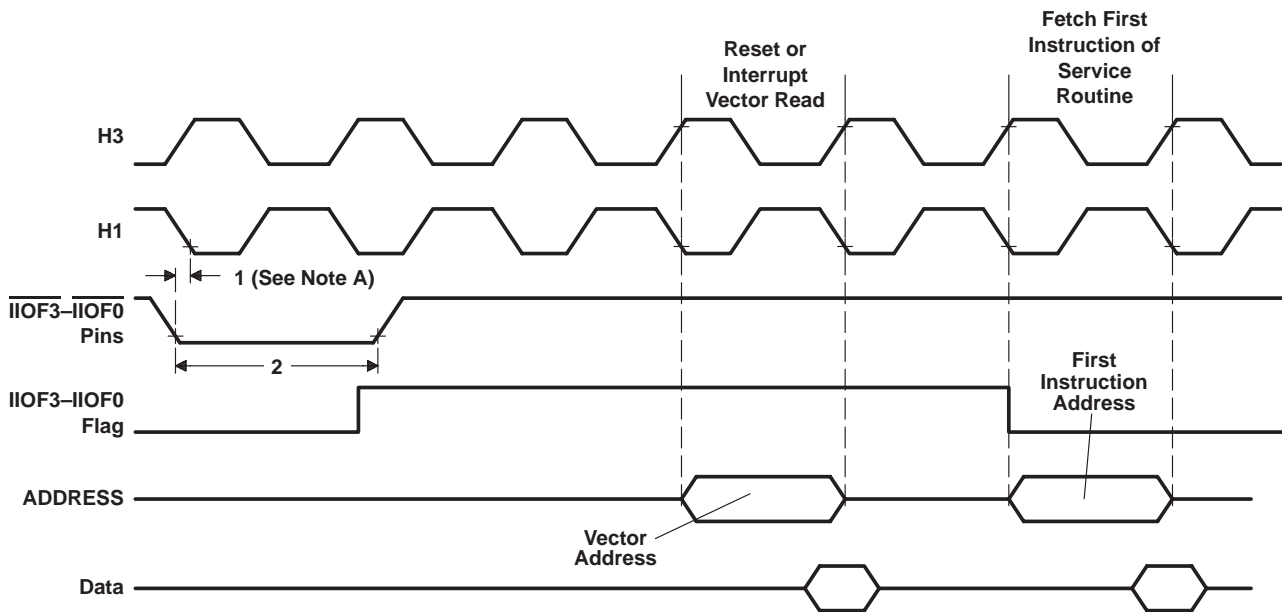 Reset or
Interrupt
Vector Read
Fetch First
Instruction of
Service
Routine
H3
H1
1 (See Note A)
IIOF3–IIOF0
Pins
2
IIOF3–IIOF0
Flag
First
Instruction
Address
ADDRESS
Vector
Address
Data